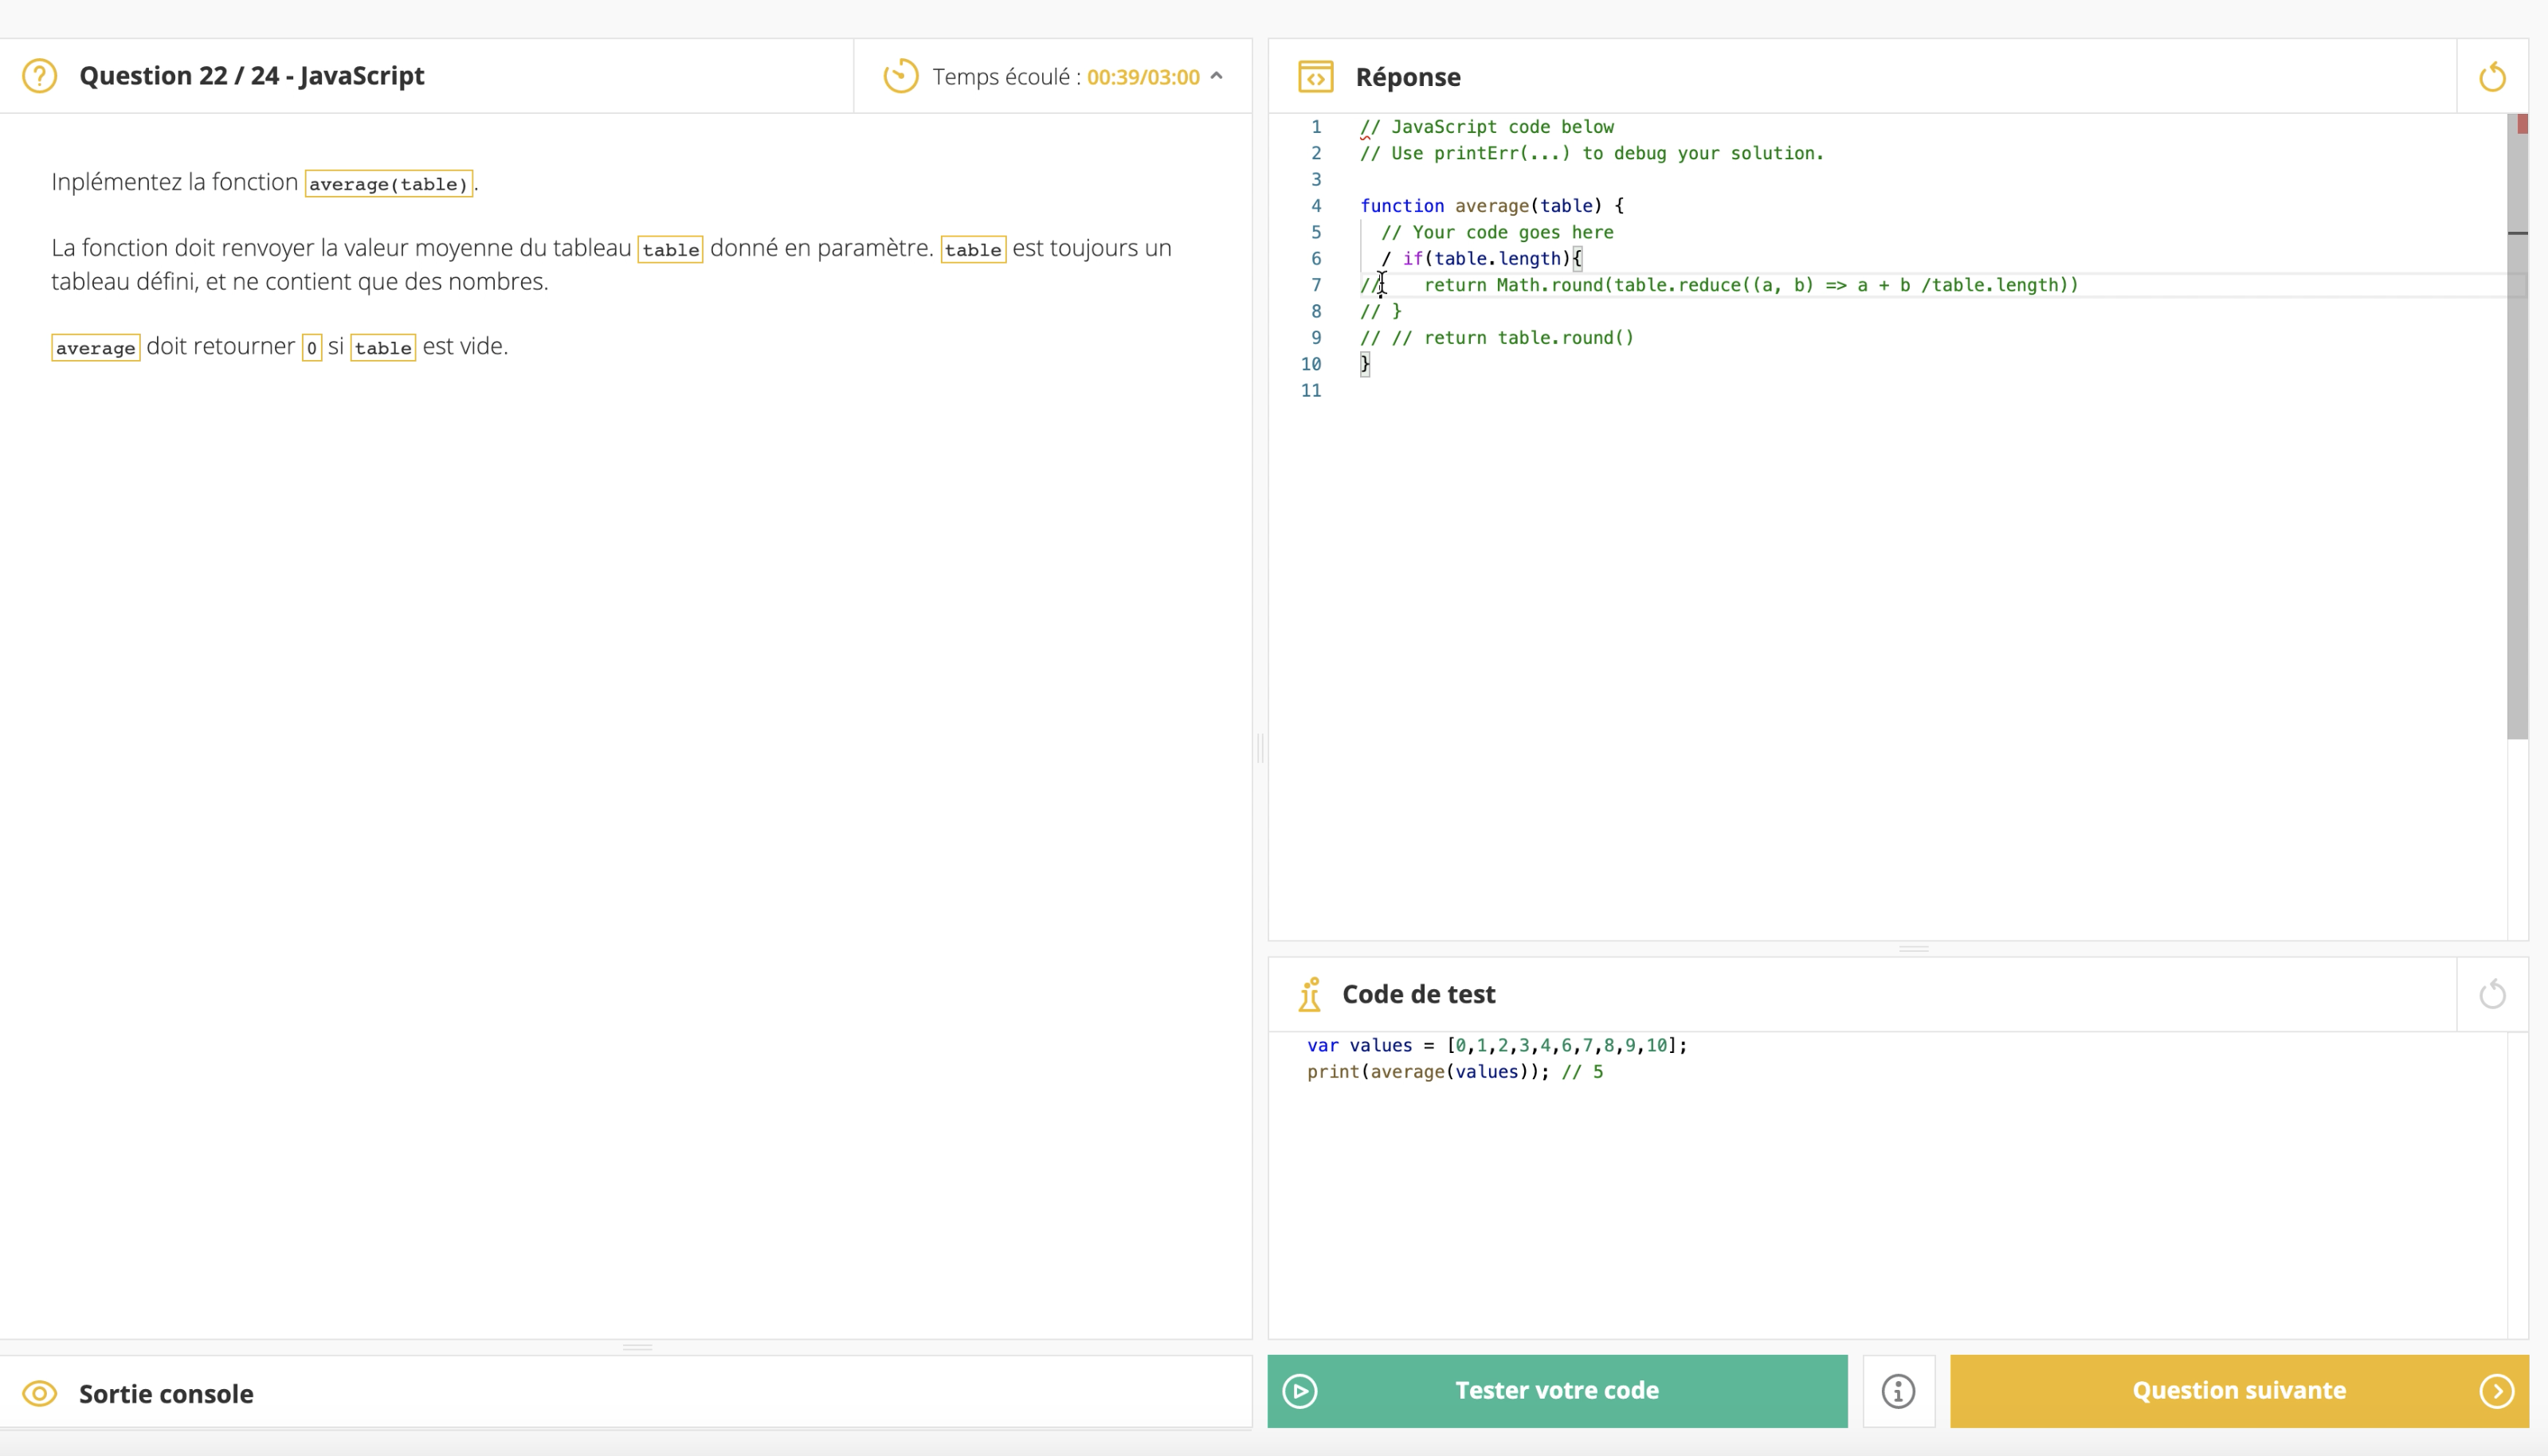 Question 22 / 24 - JavaScript
Temps écoulé : 00:39/03:00
Inplémentez la fonction average(table).
La fonction doit renvoyer la valeur moyenne du tableau table donné en paramètre. table est toujours un
tableau défini, et ne contient que des nombres.
average doit retourner 0 si table est vide.
Réponse
1 // JavaScript code below
2 // Use printErr(...) to debug your solution.
3
4 function average(table) {
5 // Your code goes here
6 / if(table.length){
7 // return Math.round(table.reduce((a, b) => a + b /table.length))
8 // }
9 // // return table.round()
10 }
11
Code de test
var values = [0,1,2,3,4,6,7,8,9,10];
print(average(values)); // 5
Sortie console
Tester votre code
Question suivante